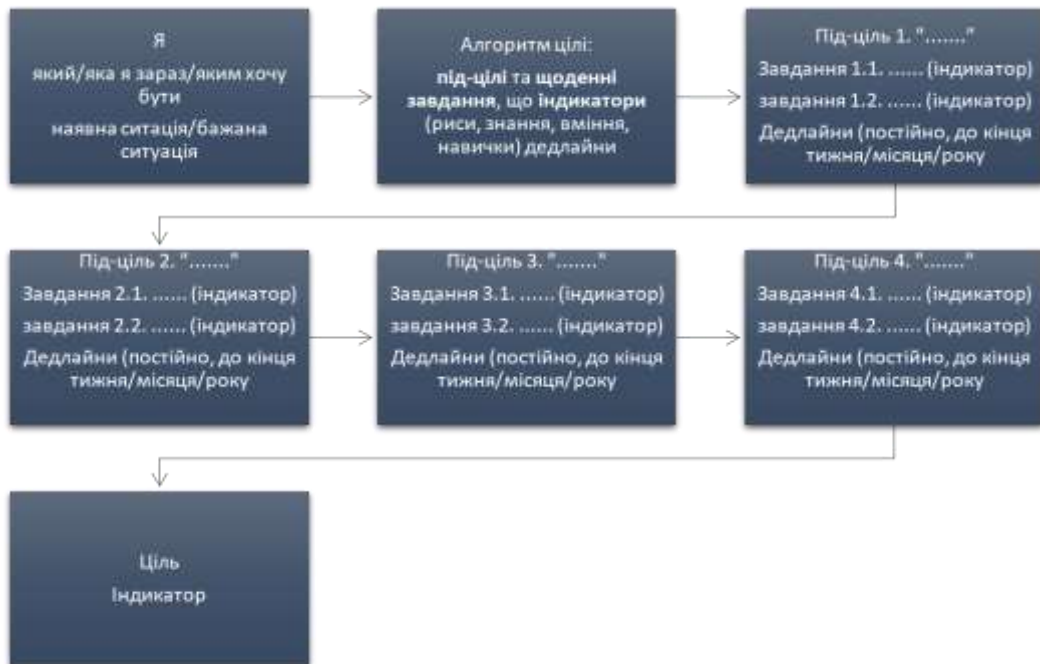 Я
який/яка я зараз/яким хочу
бути
наявна ситація/бажана
ситуація
Алгоритм цілі:
під-цілі та щоденні
завдання, що індикатори
(риси, знання, вміння,
навички) дедлайни
Під-ціль 1. "......."
Завдання 1.1. ...... (індикатор)
завдання 1.2. ...... (індикатор)
Дедлайни (постійно, до кінця
тижня/місяця/року
Під-ціль 2. "......."
Завдання 2.1. ...... (індикатор)
завдання 2.2. ...... (індикатор)
Дедлайни (постійно, до кінця
тижня/місяця/року
Під-ціль 3. "......."
Завдання 3.1. ...... (індикатор)
завдання 3.2. ...... (індикатор)
Дедлайни (постійно, до кінця
тижня/місяця/року
Під-ціль 4. "......."
Завдання 4.1. ...... (індикатор)
завдання 4.2. ...... (індикатор)
Дедлайни (постійно, до кінця
тижня/місяця/року
Ціль
Індикатор